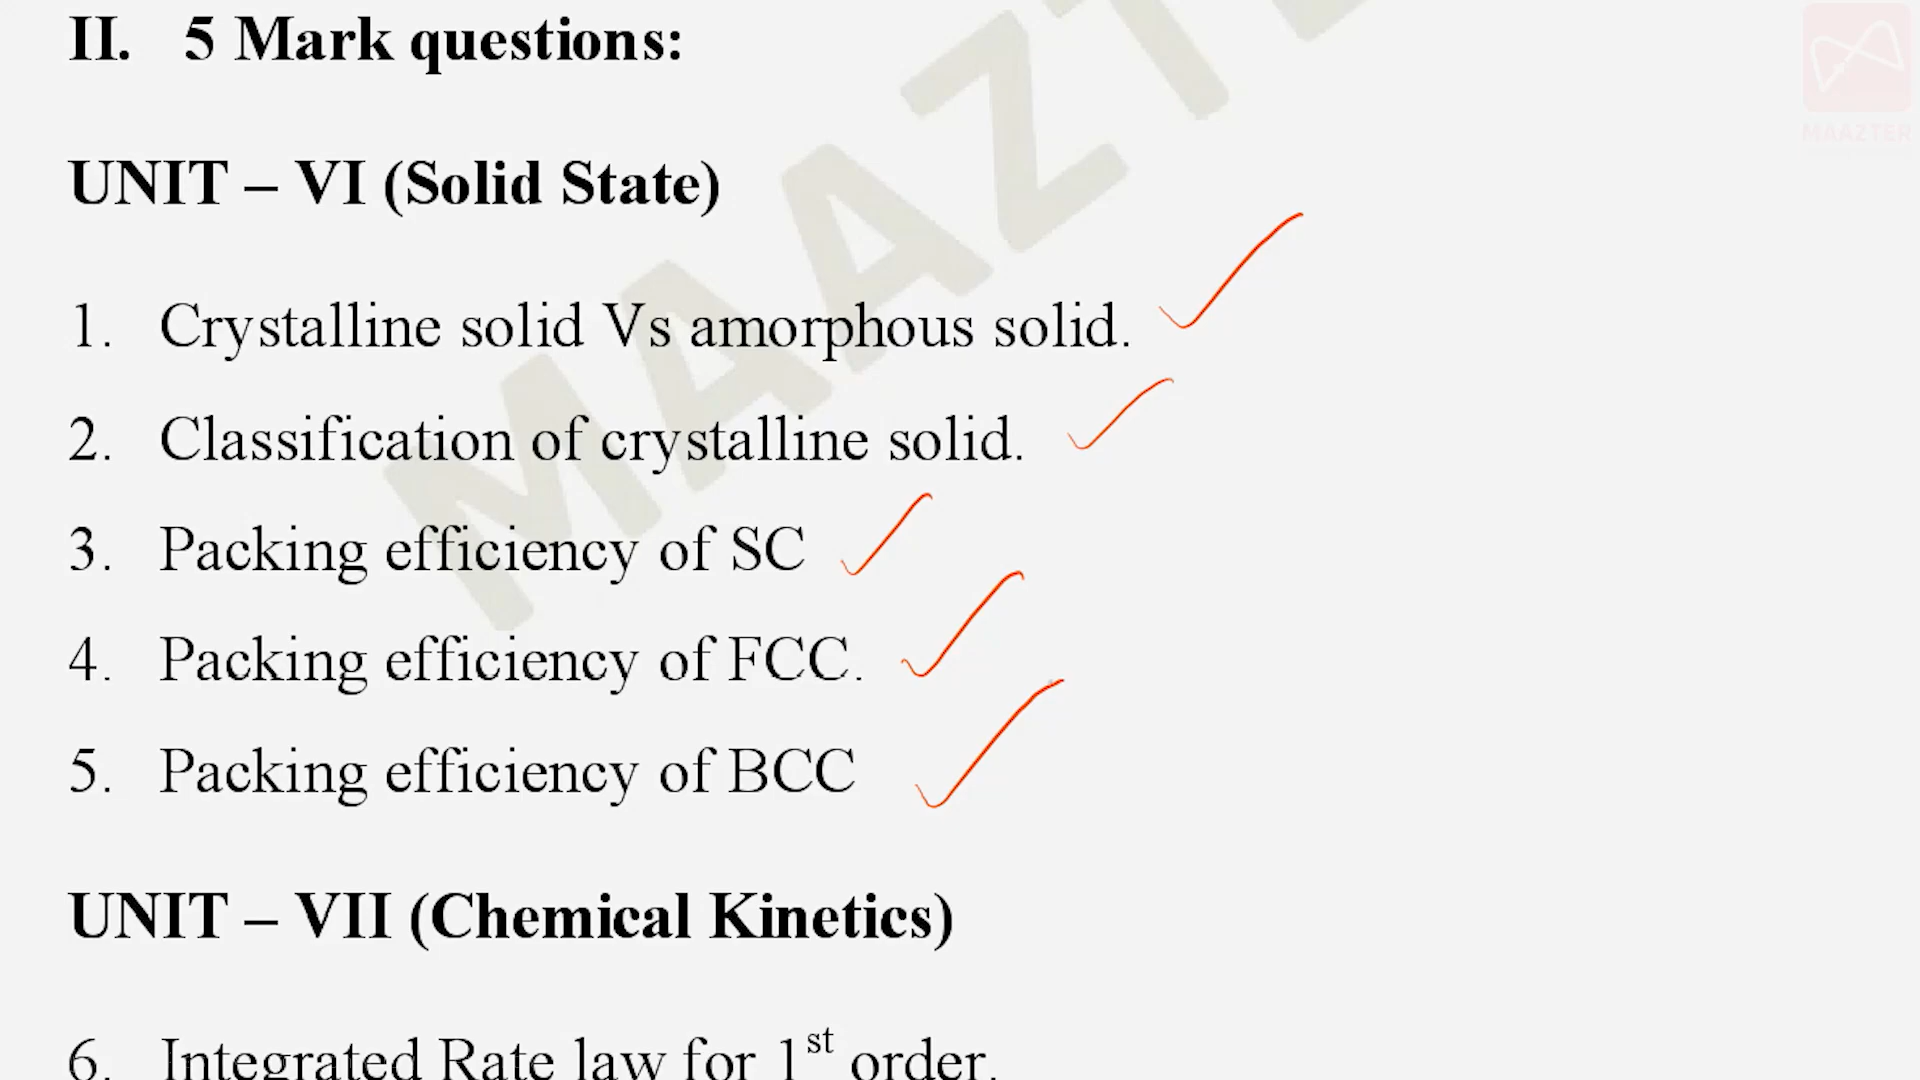 II. 5 Mark questions:
MAAZTE
MAAZTER
UNIT – VI (Solid State)
1. Crystalline solid Vs amorphous solid.
2. Classification of crystalline solid.
3. Packing efficiency of SC
4. Packing efficiency of FCC.
5. Packing efficiency of BCC
UNIT – VII (Chemical Kinetics)
6. Integrated Rate law for 1st order.